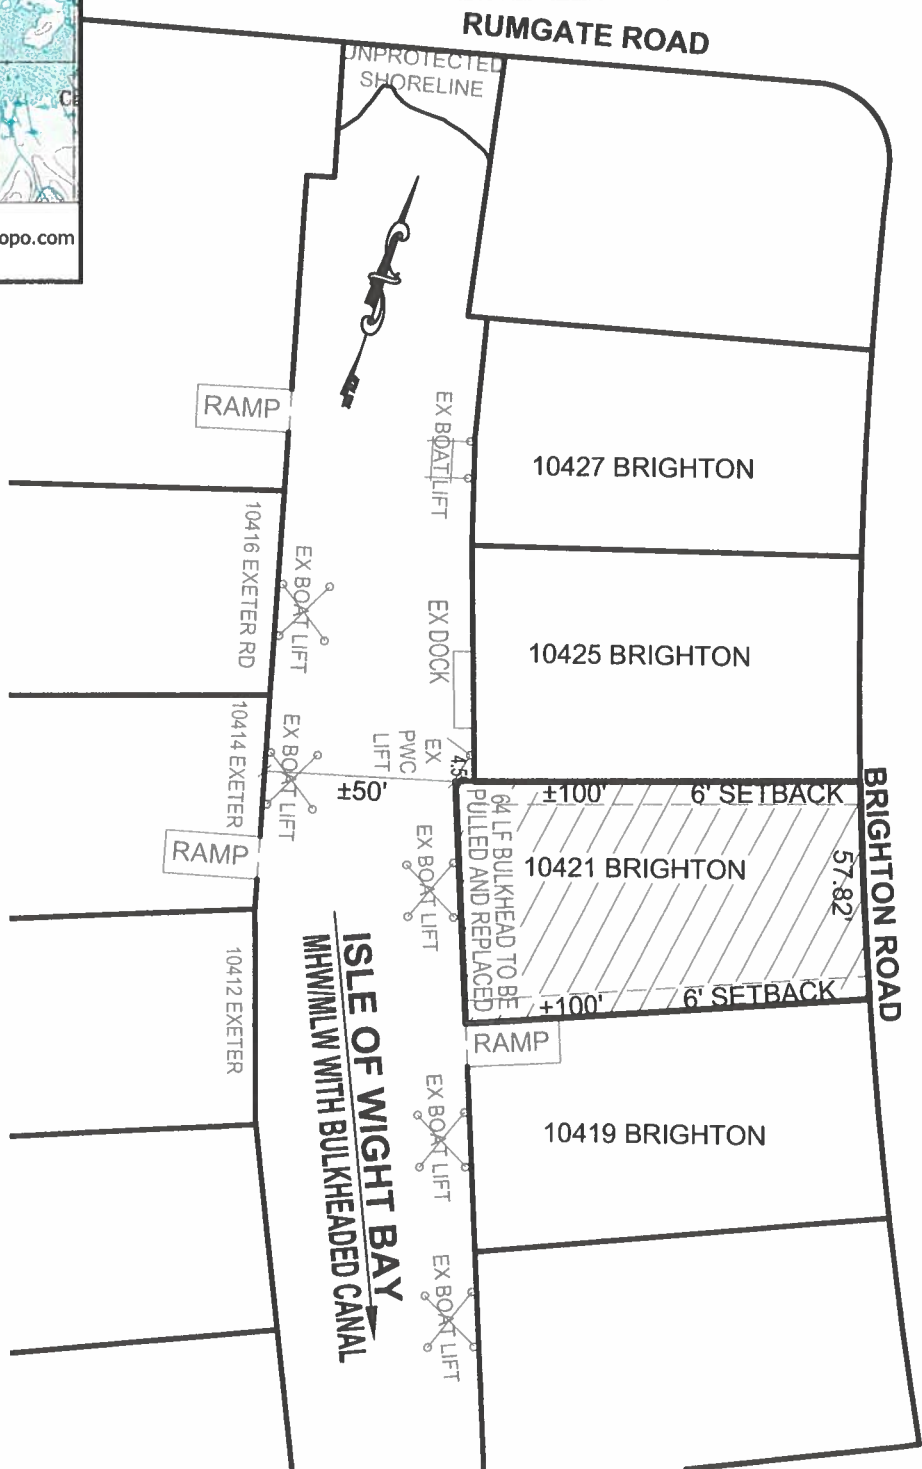 RUMGATE ROAD
UNPROTECTED
SHORELINE
opo.com
RAMP
EX BOAT LIFT
10427 BRIGHTON
10416 EXETER RD
EX BOAT LIFT
EX DOCK
10425 BRIGHTON
10414 EXETER
EX BOAT LIFT
EX
PWC
LIFT
4.5
±50'
±100'
6' SETBACK
BRIGHTON ROAD
RAMP
EX BOAT LIFT
64 LF BULKHEAD TO BE
PULLED AND REPLACED
10421 BRIGHTON
57.82'
±100'
6' SETBACK
10412 EXETER
ISLE OF WIGHT BAY
MHW/MLW WITH BULKHEADED CANAL
RAMP
EX BOAT LIFT
10419 BRIGHTON
EX BOAT LIFT